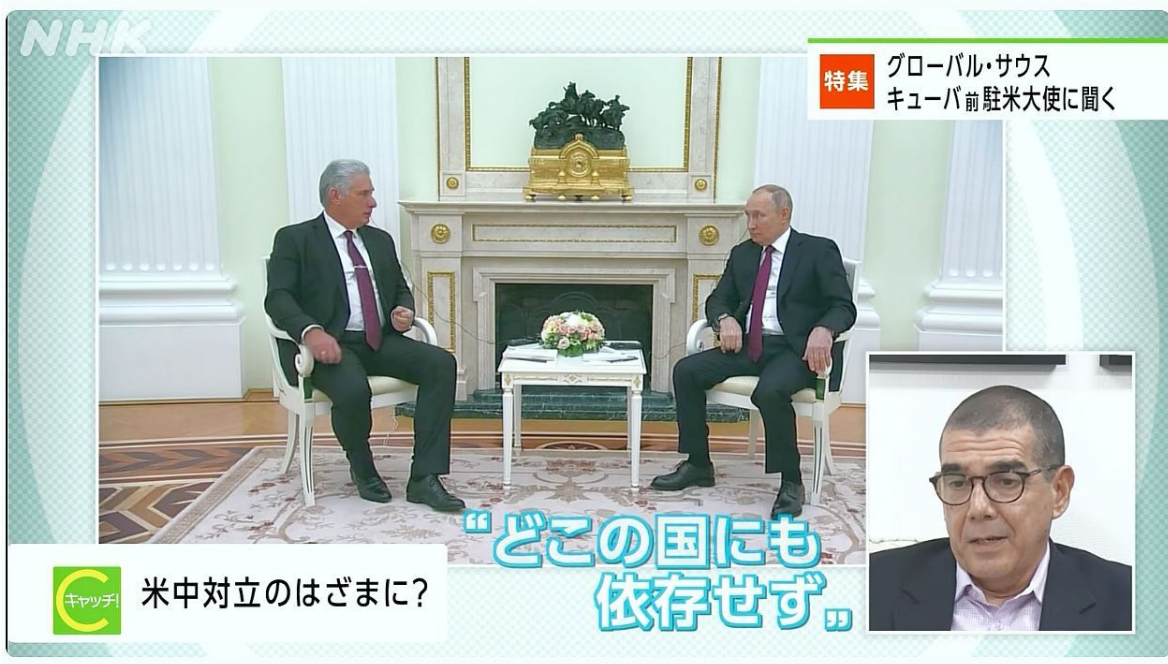 NHK
特集
グローバル・サウス
キューバ前駐米大使に聞く
“どこの国にも
依存せず„
キャッチ!
米中対立のはざまに?